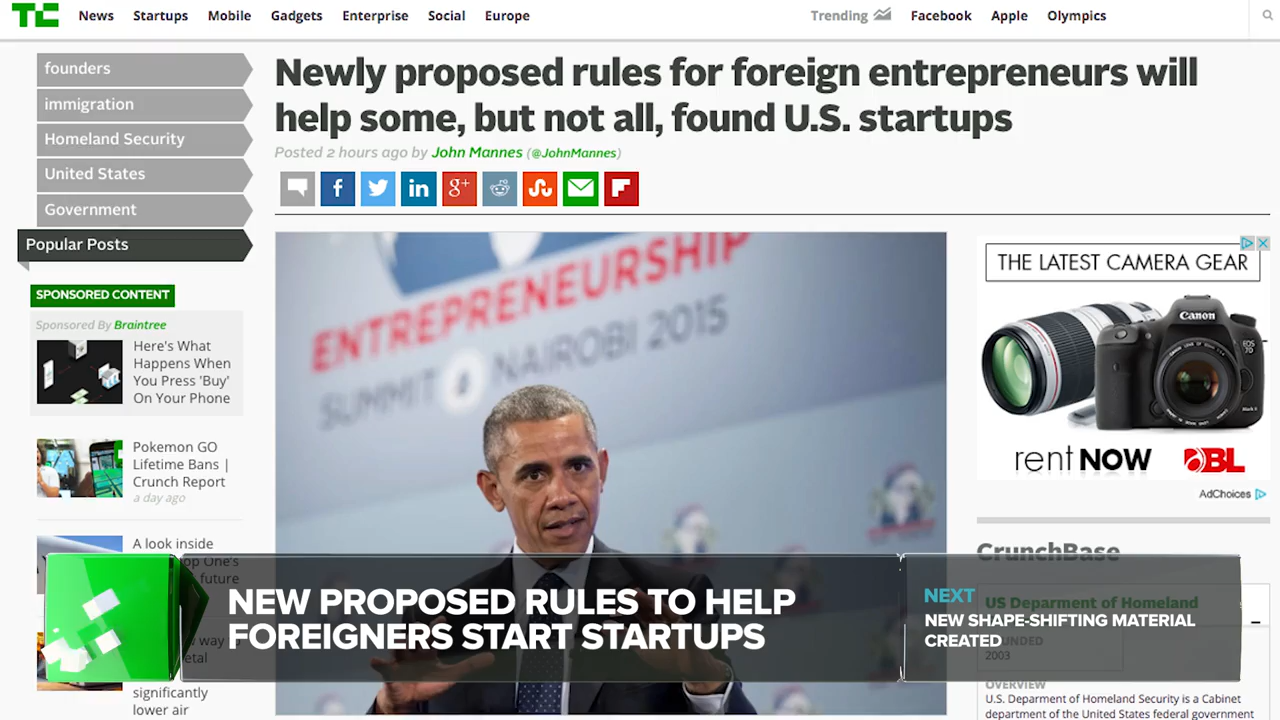 TC
News Startups Mobile Gadgets Enterprise Social Europe Trending Facebook Apple Olympics
founders
immigration
Homeland Security
United States
Government
Popular Posts
SPONSORED CONTENT
Sponsored By Braintree
Here's What
Happens When
You Press 'Buy'
On Your Phone
Pokemon GO
Lifetime Bans |
Crunch Report
a day ago
A look inside
future
way
significantly
lower air
Newly proposed rules for foreign entrepreneurs will
help some, but not all, found U.S. startups
Posted 2 hours ago by John Mannes (@JohnMannes)
ENTREPRENEURSHIP
SUMMIT NAIROBI 2015
THE LATEST CAMERA GEAR
Canon
EOS
7D
Mark II
rent NOW BL
AdChoices
CrunchBase
US Department of Homeland
2003
OVERVIEW
U.S. Deparment of Homeland Security is a Cabinet
department of the United States federal government
NEW PROPOSED RULES TO HELP
FOREIGNERS START STARTUPS
NEXT
NEW SHAPE-SHIFTING MATERIAL
CREATED